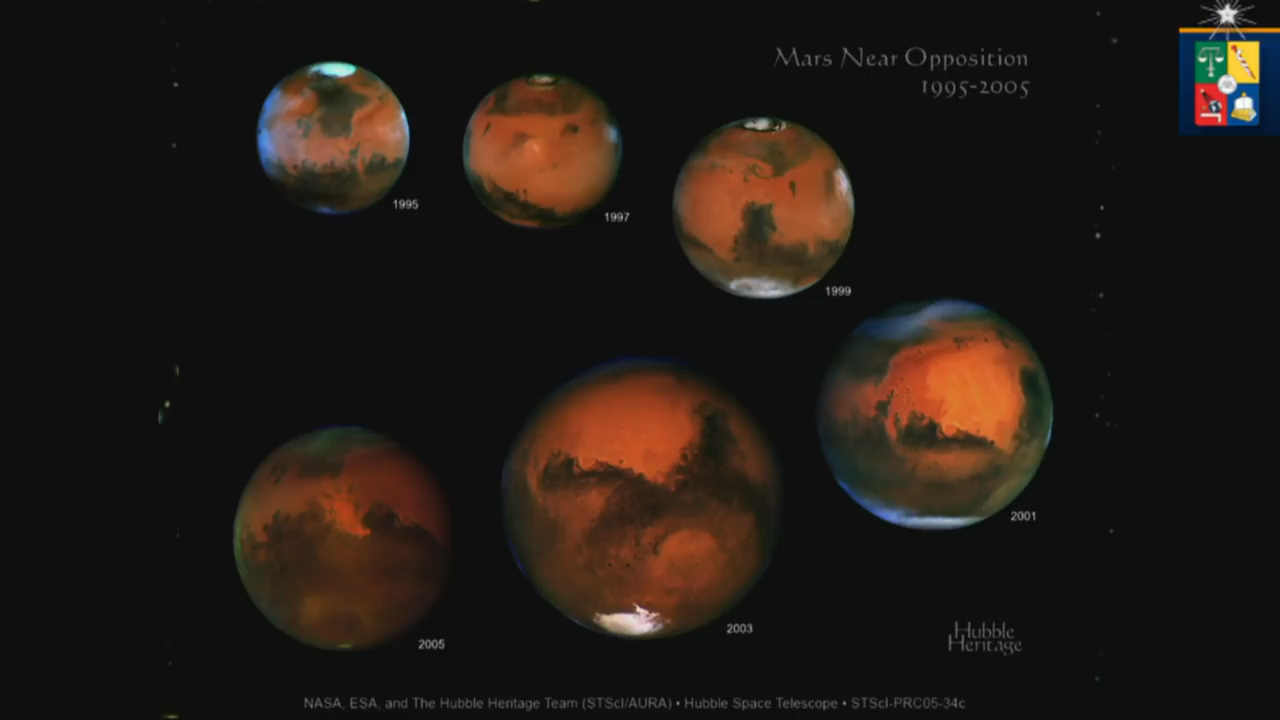 Mars Near Opposition
1995-2005
1995
1997
1999
2001
2005
2003
Hubble
Heritage
NASA, ESA, and The Hubble Heritage Team (STScI/AURA) • Hubble Space Telescope • STScI-PRC05-34c